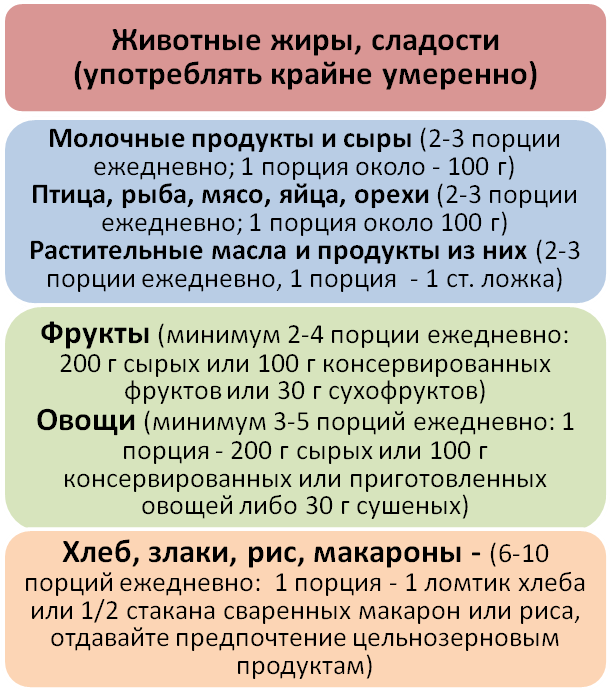 Животные жиры, сладости
(употреблять крайне умеренно)
Молочные продукты и сыры (2-3 порции
ежедневно; 1 порция около - 100 г)
Птица, рыба, мясо, яйца, орехи (2-3 порции
ежедневно; 1 порция около 100 г)
Растительные масла и продукты из них (2-3
порции ежедневно, 1 порция - 1 ст. ложка)
Фрукты (минимум 2-4 порции ежедневно:
200 г сырых или 100 г консервированных
фруктов или 30 г сухофруктов)
Овощи (минимум 3-5 порций ежедневно: 1
порция - 200 г сырых или 100 г
консервированных или приготовленных
овощей либо 30 г сушеных)
Хлеб, злаки, рис, макароны - (6-10
порций ежедневно: 1 порция - 1 ломтик хлеба
или 1/2 стакана сваренных макарон или риса,
отдавайте предпочтение цельнозерновым
продуктам)